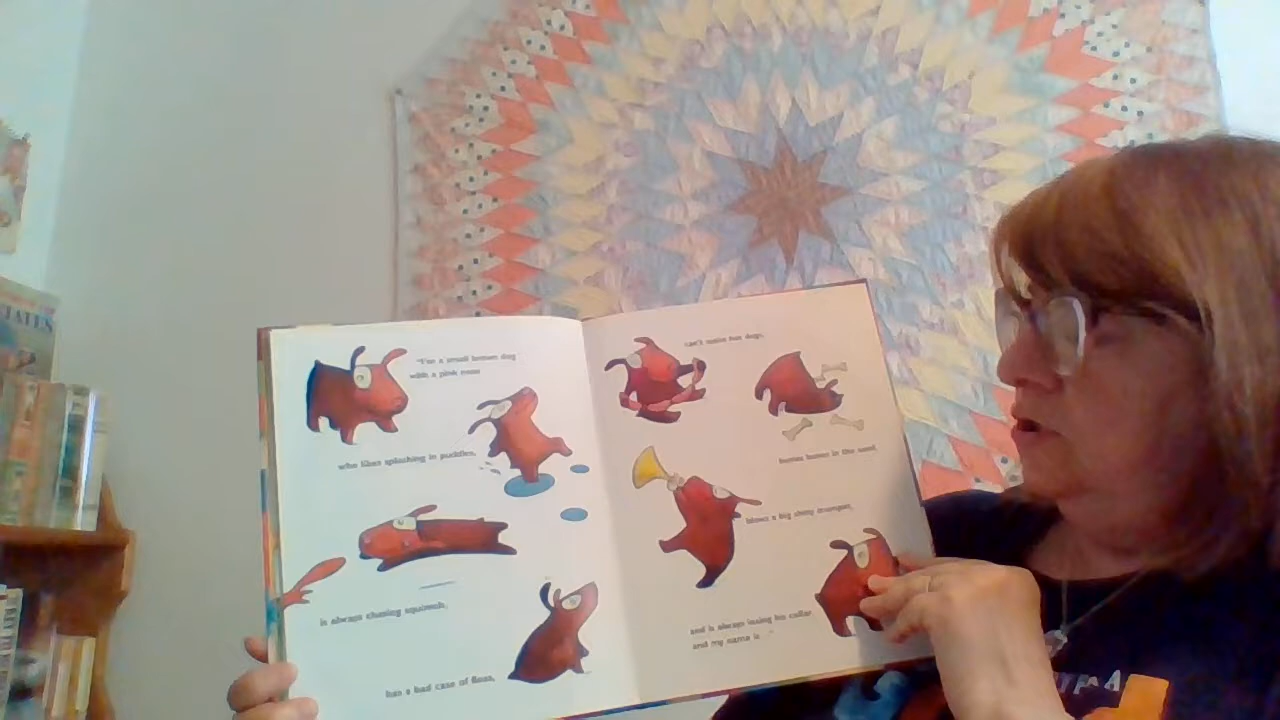 "I'm a small brown dog
with a pink nose
who likes splashing in puddles,
is always chasing squirrels,
has a bad case of fleas,
can't resist hot dogs,
buries bones in the sand,
blows a big shiny trumpet,
and is always losing his collar
and my name is..."